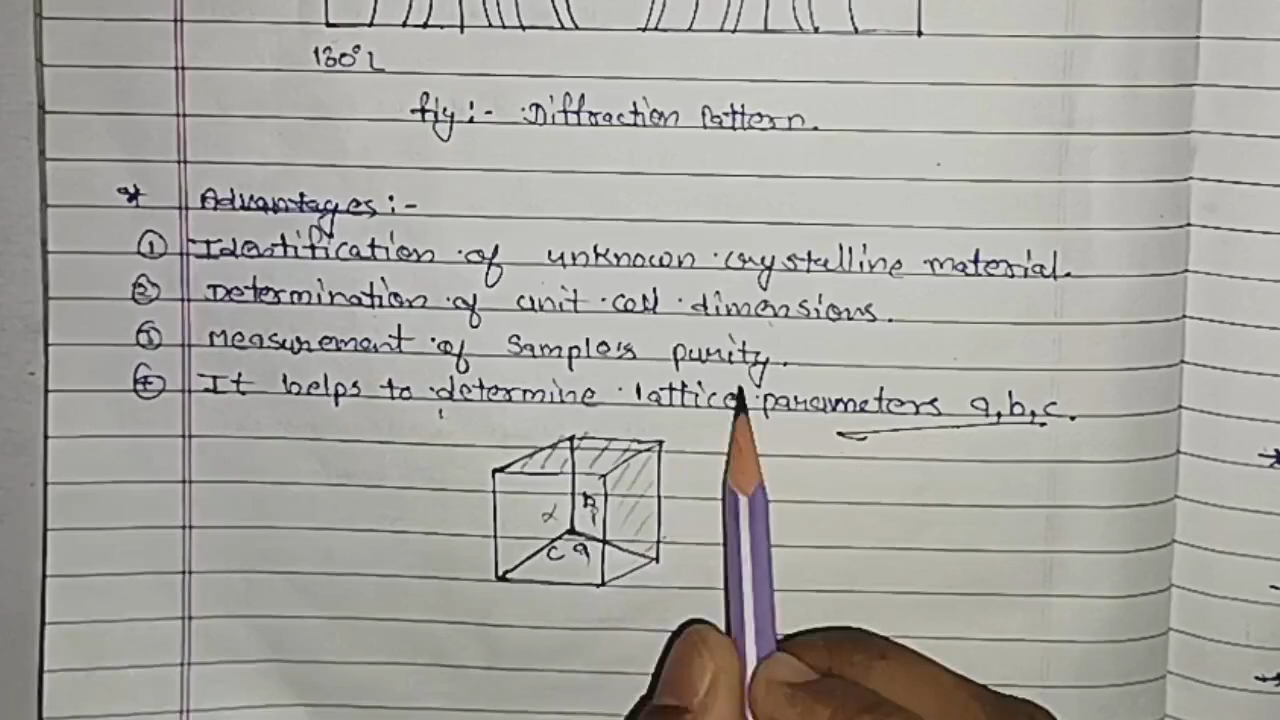 180°
fig:- Diffraction Pattern.
* Advantages:-
① Identification of unknown crystalline material.
② Determination of unit cell dimensions.
③ Measurement of sample's purity.
④ It helps to determine lattice parameters a, b, c.
α
c a